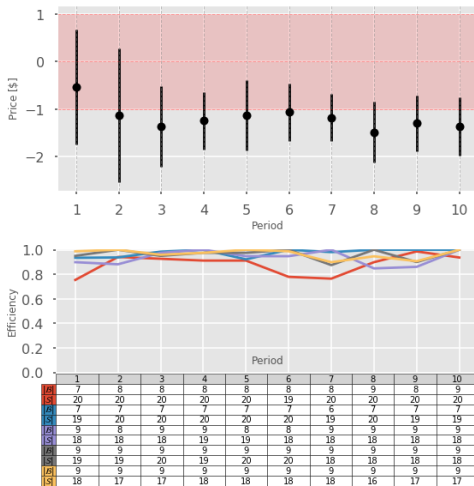 1
0
−1
−2
Price [$]
1 2 3 4 5 6 7 8 9 10
Period
1.0
0.8
0.6
0.4
0.2
0.0
Efficiency
Period
1 2 3 4 5 6 7 8 9 10
|B| 7 8 8 8 8 8 8 9 8 9
|S| 20 20 20 20 20 19 20 20 20 20
|B| 7 7 7 7 7 7 6 7 7 7
|S| 19 20 20 20 20 20 19 20 19 19
|B| 9 8 8 9 9 9 9 9 9 9
|S| 18 18 18 19 19 18 18 18 18 18
|B| 9 9 9 9 9 9 9 9 9 9
|S| 19 19 20 19 20 20 18 18 18 18
|B| 9 9 9 9 9 9 9 9 9 9
|S| 18 17 17 18 18 18 18 16 17 17